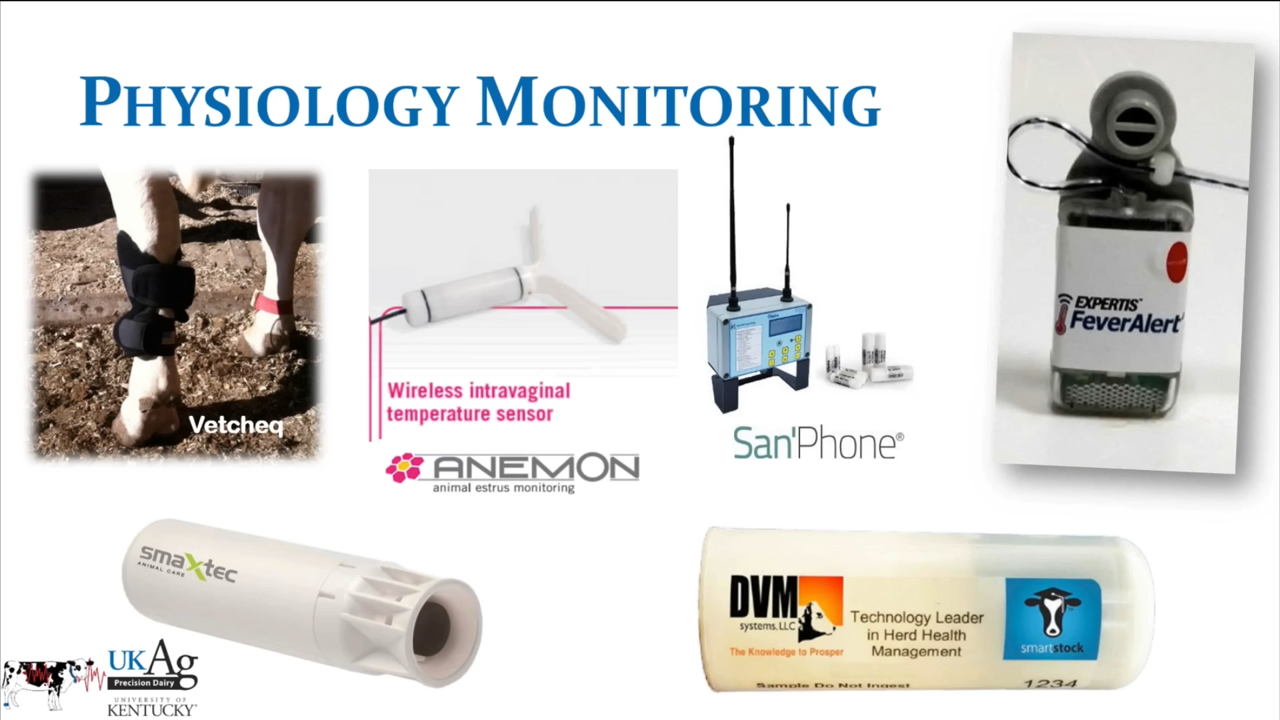 PHYSIOLOGY MONITORING
Vetcheq
Wireless intravaginal
temperature sensor
ANEMON
animal estrus monitoring
San'Phone®
EXPERTIS™
FeverAlert
smaXtec
ANIMAL CARE
DVM
systems, LLC
The Knowledge to Prosper
Technology Leader
in Herd Health
Management
smartstock
Sample Do Not Ingest
1234
UKAg
Precision Dairy
UNIVERSITY OF
KENTUCKY